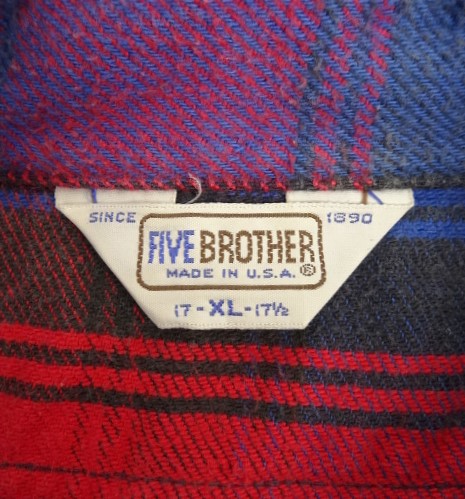 SINCE 1890
FIVE BROTHER
MADE IN U.S.A. ®
17-XL-17½